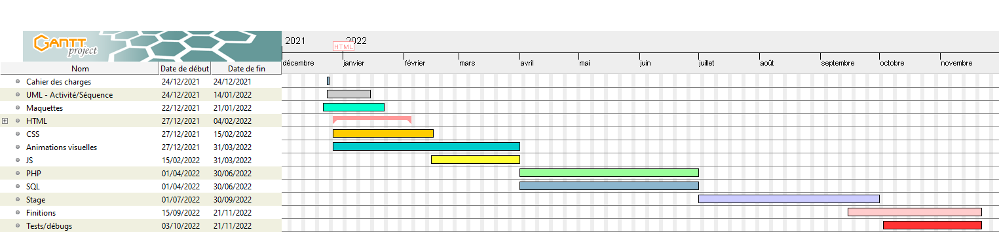 GANTT
project
2021
2022
HTML
décembre janvier février mars avril mai juin juillet août septembre octobre novembre
Nom Date de début Date de fin
Cahier des charges 24/12/2021 24/12/2021
UML - Activité/Séquence 24/12/2021 14/01/2022
Maquettes 22/12/2021 21/01/2022
HTML 27/12/2021 04/02/2022
CSS 27/12/2021 15/02/2022
Animations visuelles 27/12/2021 31/03/2022
JS 15/02/2022 31/03/2022
PHP 01/04/2022 30/06/2022
SQL 01/04/2022 30/06/2022
Stage 01/07/2022 30/09/2022
Finitions 15/09/2022 21/11/2022
Tests/débugs 03/10/2022 21/11/2022